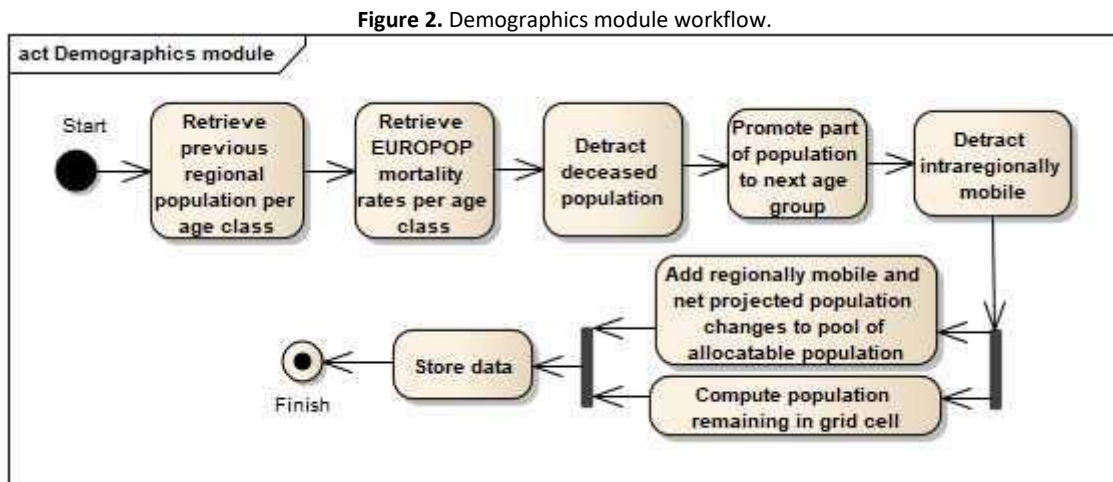 Figure 2. Demographics module workflow.
act Demographics module
Start
Retrieve
previous
regional
population per
age class
Retrieve
EUROPOP
mortality
rates per age
class
Detract
deceased
population
Promote part
of population
to next age
group
Detract
intraregionally
mobile
Add regionally mobile and
net projected population
changes to pool of
allocatable population
Compute population
remaining in grid cell
Store data
Finish